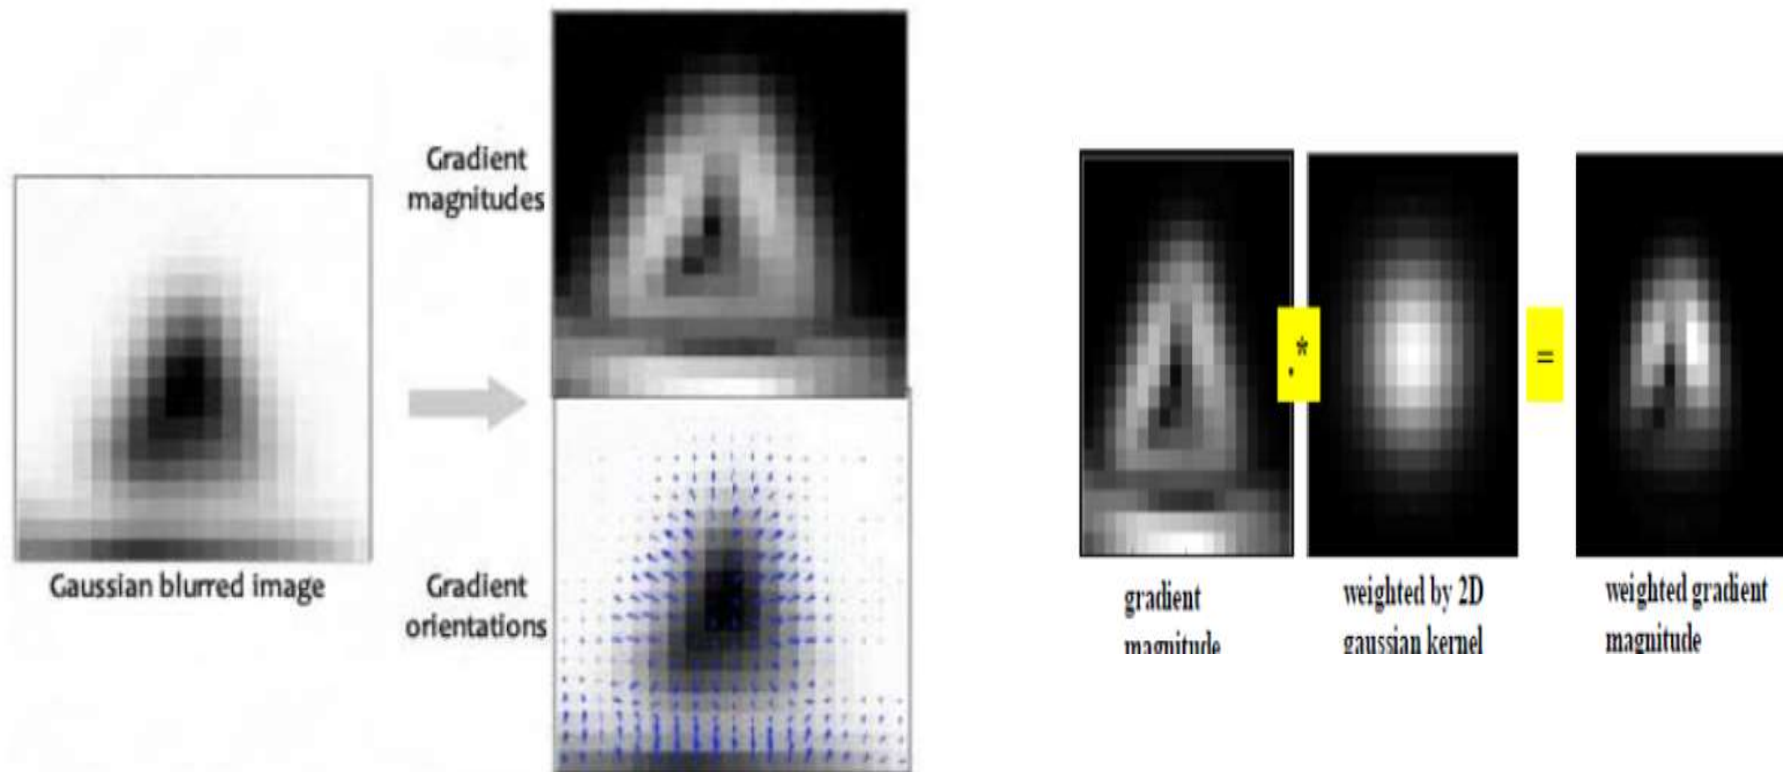 Gradient
magnitudes
Gaussian blurred image
Gradient
orientations
.*
=
gradient
magnitude
weighted by 2D
gaussian kernel
weighted gradient
magnitude